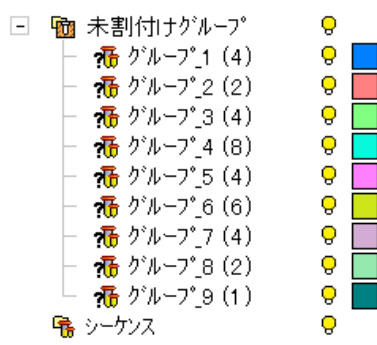 未割付けグループ
グループ_1 (4)
グループ_2 (2)
グループ_3 (4)
グループ_4 (8)
グループ_5 (4)
グループ_6 (6)
グループ_7 (4)
グループ_8 (2)
グループ_9 (1)
シーケンス